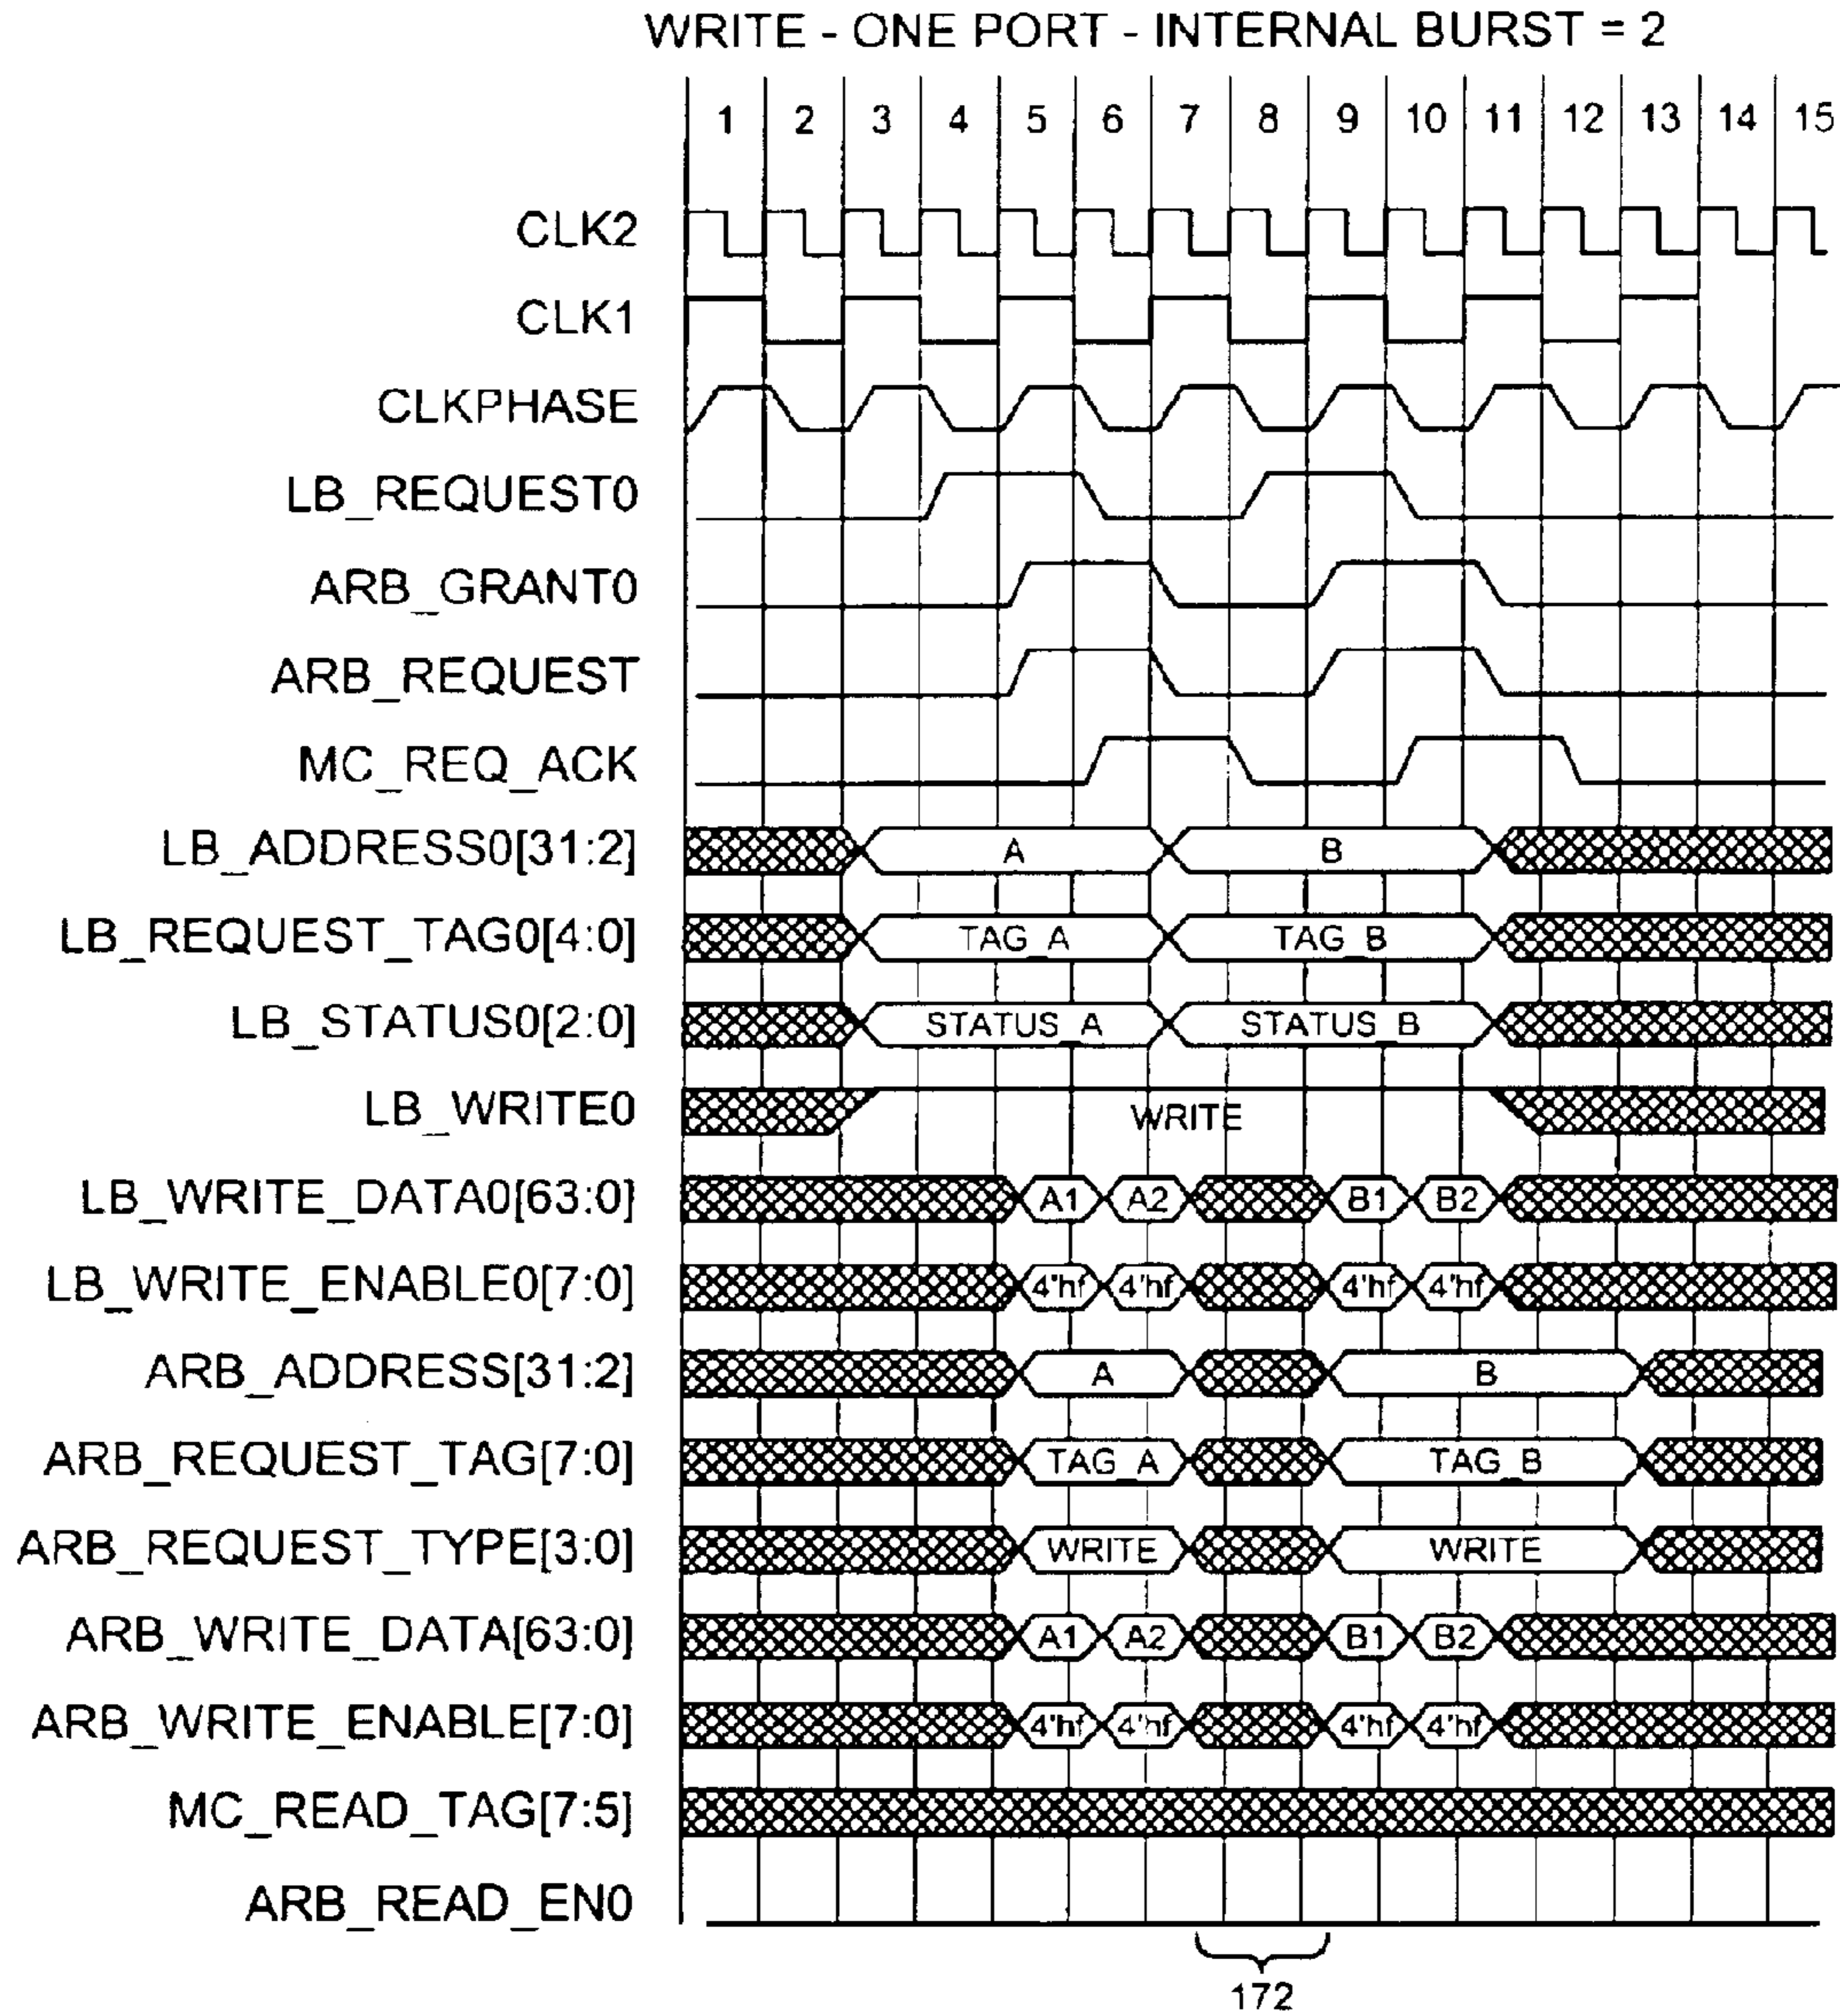 WRITE - ONE PORT - INTERNAL BURST = 2
1 2 3 4 5 6 7 8 9 10 11 12 13 14 15
CLK2
CLK1
CLKPHASE
LB_REQUEST0
ARB_GRANT0
ARB_REQUEST
MC_REQ_ACK
LB_ADDRESS0[31:2] A B
LB_REQUEST_TAG0[4:0] TAG_A TAG_B
LB_STATUS0[2:0] STATUS_A STATUS_B
LB_WRITE0 WRITE
LB_WRITE_DATA0[63:0] A1 A2 B1 B2
LB_WRITE_ENABLE0[7:0] 4"hf 4"hf 4"hf 4"hf
ARB_ADDRESS[31:2] A B
ARB_REQUEST_TAG[7:0] TAG_A TAG_B
ARB_REQUEST_TYPE[3:0] WRITE WRITE
ARB_WRITE_DATA[63:0] A1 A2 B1 B2
ARB_WRITE_ENABLE[7:0] 4"hf 4"hf 4"hf 4"hf
MC_READ_TAG[7:5]
ARB_READ_EN0
172